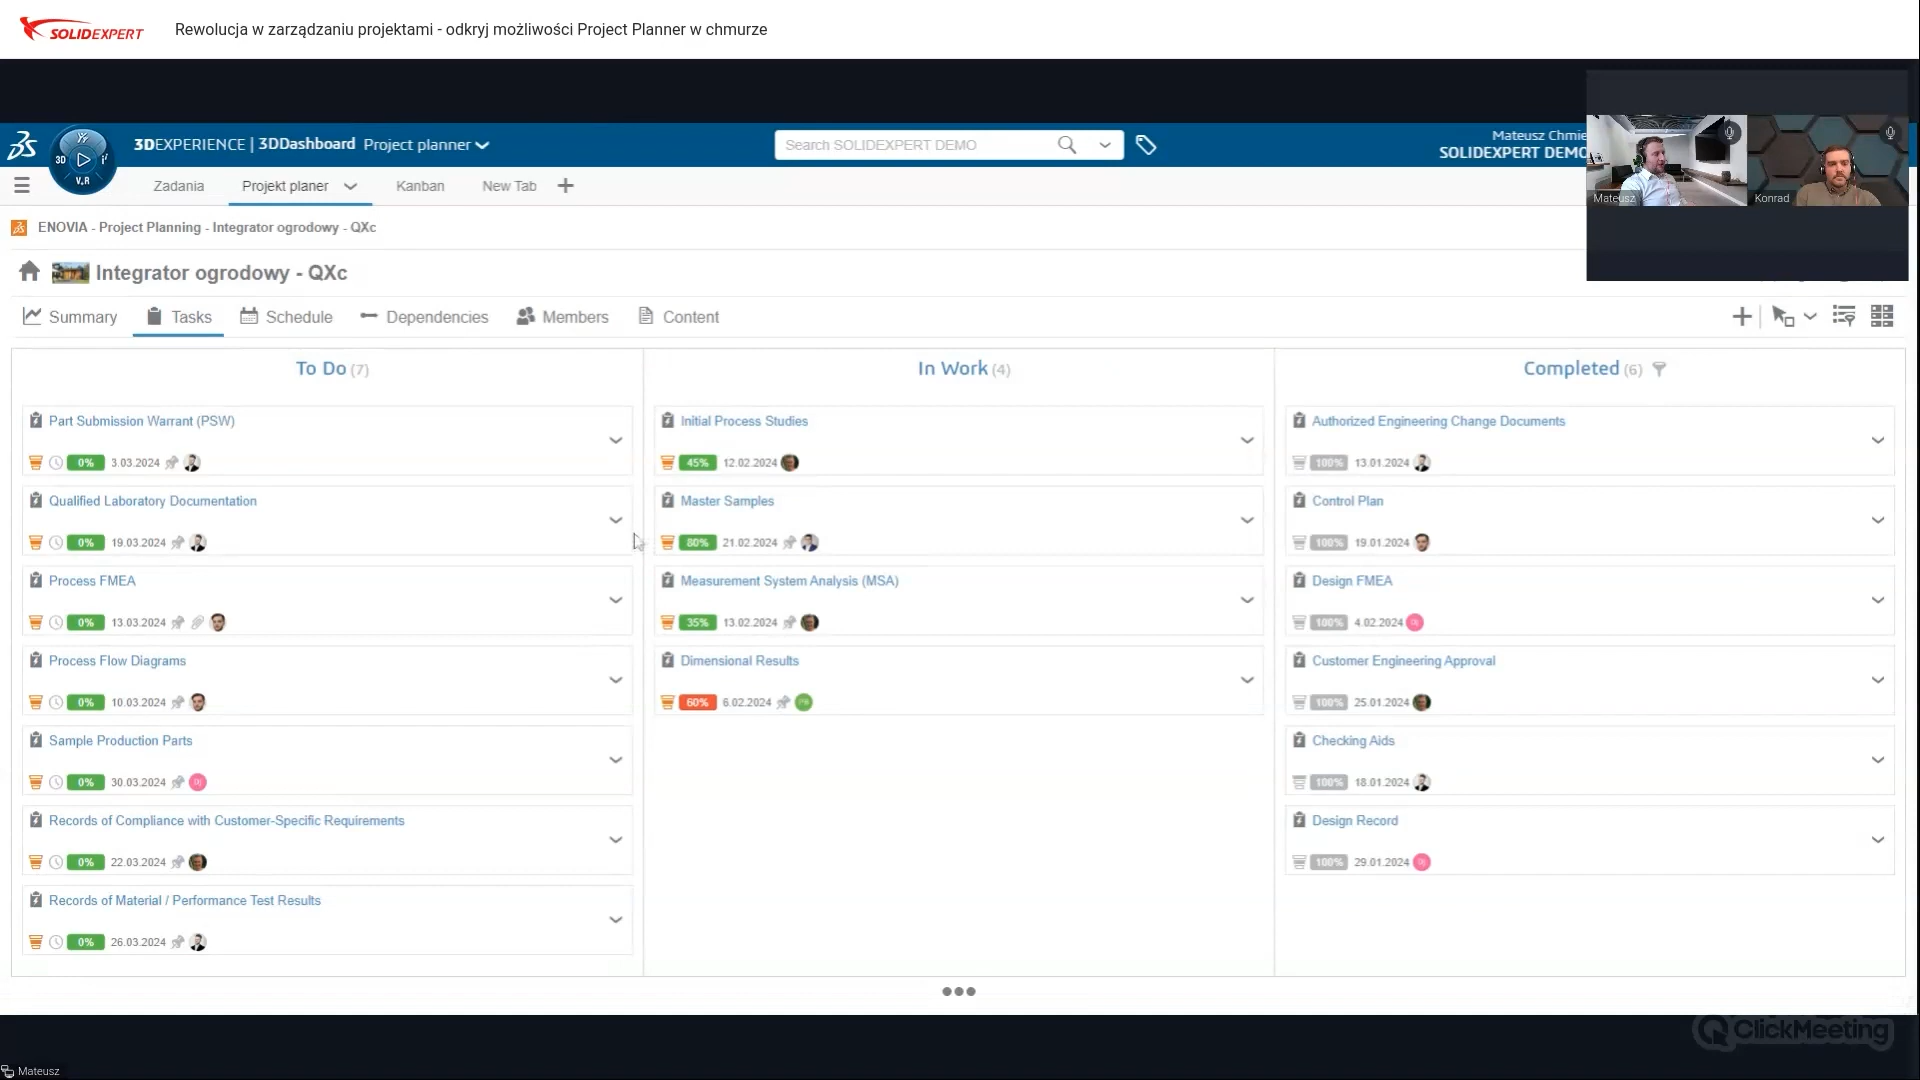 SOLIDEXPERT
Rewolucja w zarządzaniu projektami - odkryj możliwości Project Planner w chmurze
3DEXPERIENCE | 3DDashboard Project planner
Search SOLIDEXPERT DEMO
Mateusz Chmie
SOLIDEXPERT DEMO
3D
V.R
Mateusz
Konrad
Zadania
Projekt planer
Kanban
New Tab
ENOVIA - Project Planning - Integrator ogrodowy - QXc
Integrator ogrodowy - QXc
Summary
Tasks
Schedule
Dependencies
Members
Content
To Do (7)
Part Submission Warrant (PSW)
0% 3.03.2024
Qualified Laboratory Documentation
0% 19.03.2024
Process FMEA
0% 13.03.2024
Process Flow Diagrams
0% 10.03.2024
Sample Production Parts
0% 30.03.2024
Records of Compliance with Customer-Specific Requirements
0% 22.03.2024
Records of Material / Performance Test Results
0% 26.03.2024
In Work (4)
Initial Process Studies
45% 12.02.2024
Master Samples
80% 21.02.2024
Measurement System Analysis (MSA)
35% 13.02.2024
Dimensional Results
60% 6.02.2024
Completed (6)
Authorized Engineering Change Documents
100% 13.01.2024
Control Plan
100% 19.01.2024
Design FMEA
100% 4.02.2024
Customer Engineering Approval
100% 25.01.2024
Checking Aids
100% 18.01.2024
Design Record
100% 29.01.2024
ClickMeeting
Mateusz